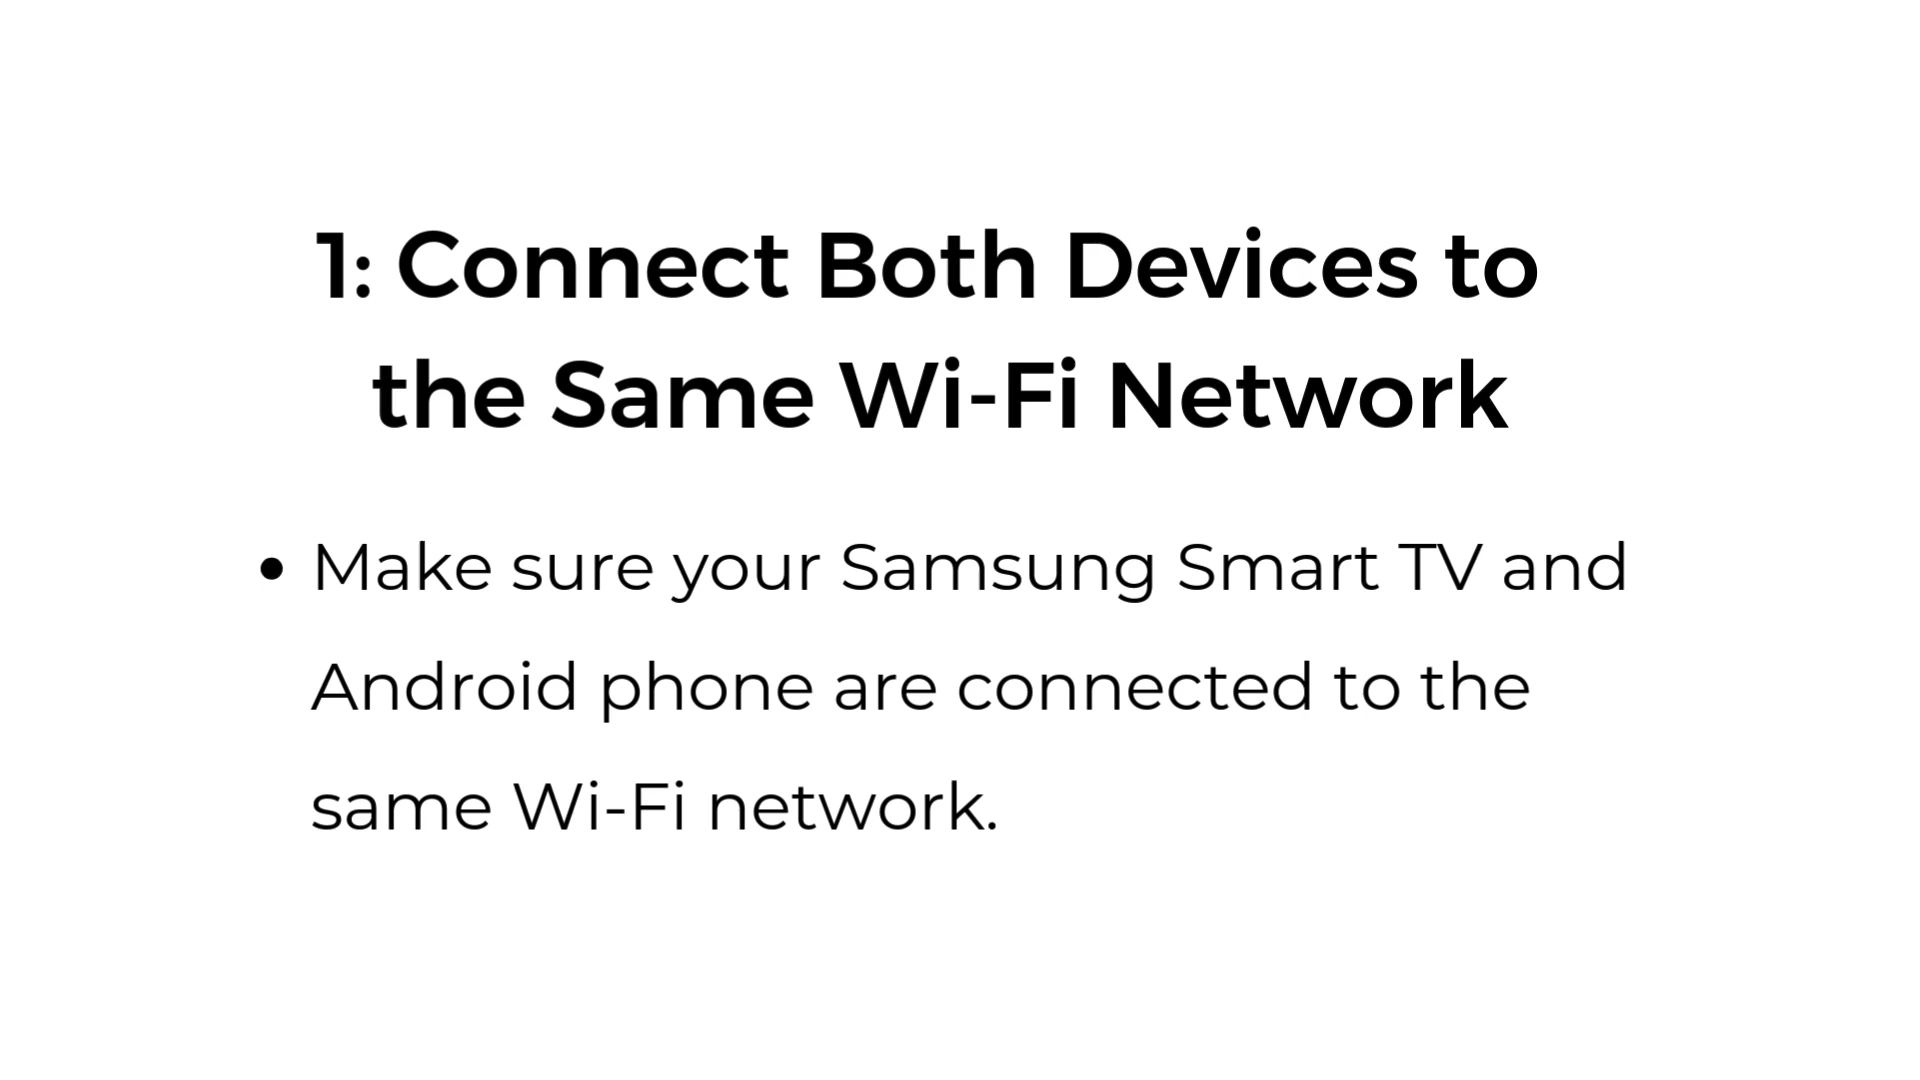 1: Connect Both Devices to
the Same Wi-Fi Network
• Make sure your Samsung Smart TV and
Android phone are connected to the
same Wi-Fi network.